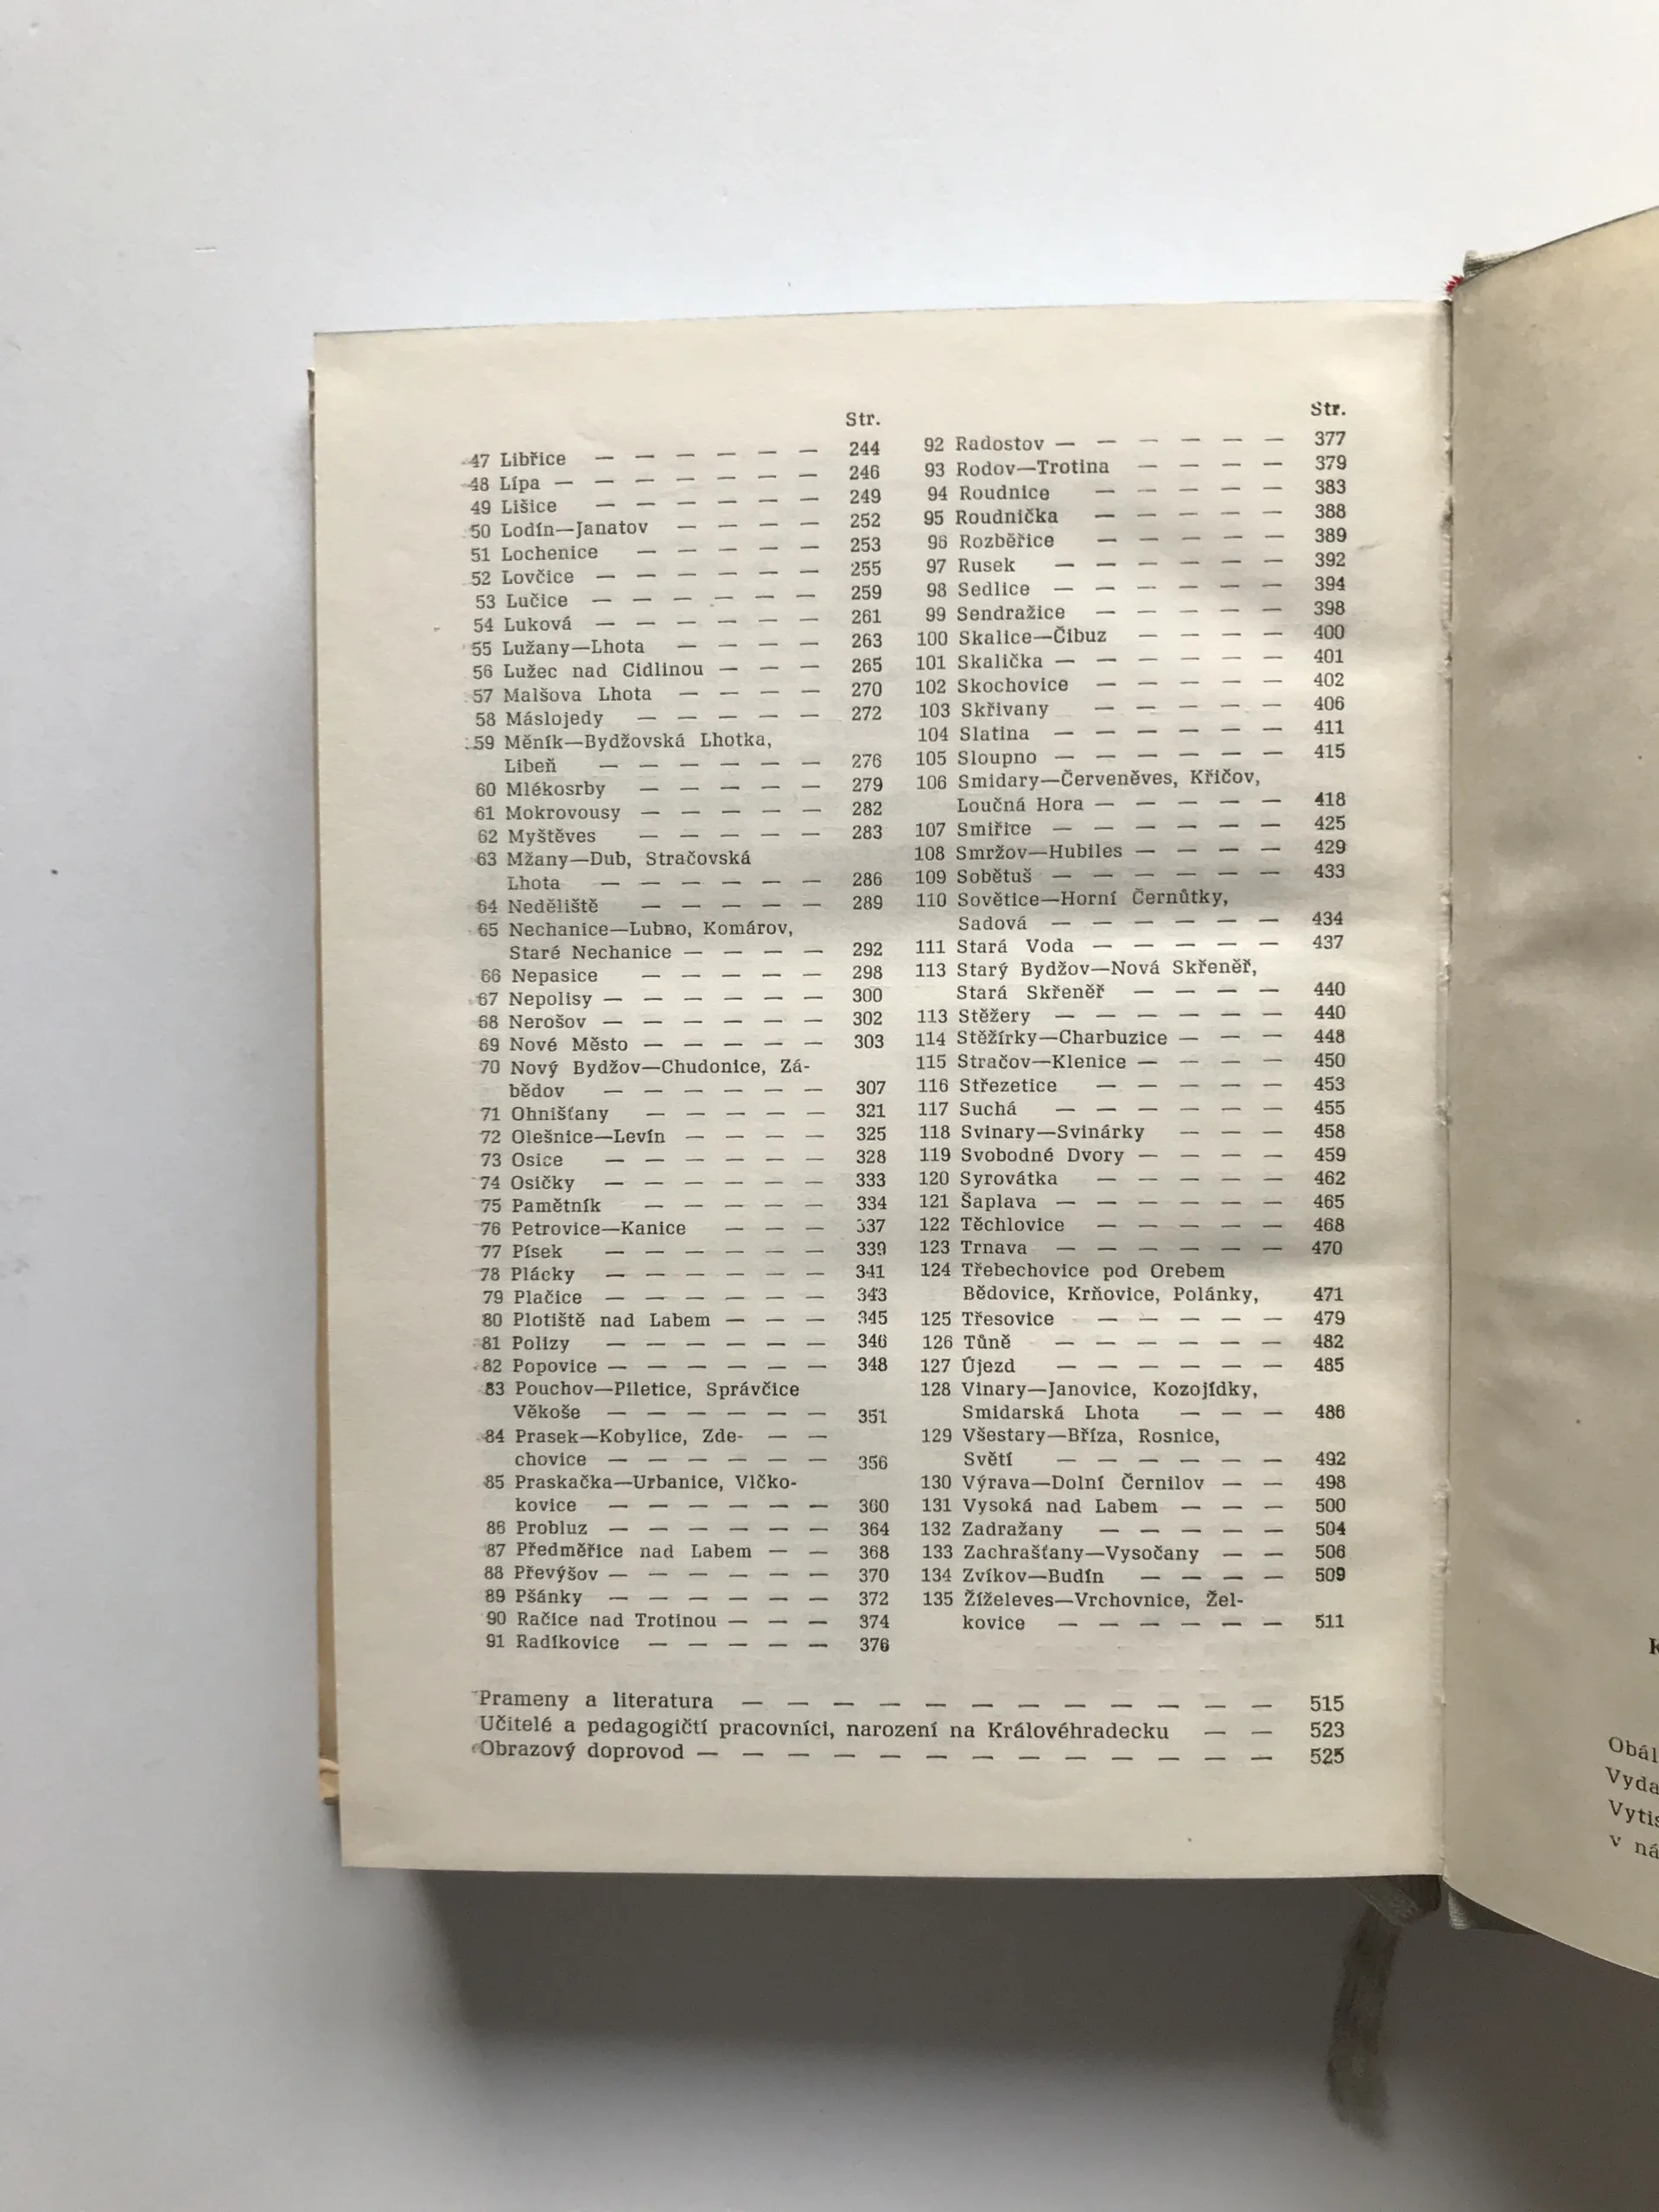 Str.
47 Libřice — — — — — — 244
48 Lípa — — — — — — — 246
49 Lišice — — — — — — 249
50 Lodín—Janatov — — — — 252
51 Lochenice — — — — — 253
52 Lovčice — — — — — — 255
53 Lučice — — — — — — 259
54 Luková — — — — — — 261
55 Lužany—Lhota — — — — 263
56 Lužec nad Cidlinou — — — 265
57 Malšova Lhota — — — — 270
58 Máslojedy — — — — — 272
59 Měník—Bydžovská Lhotka,
Libeň — — — — — — 276
60 Mlékosrby — — — — — 279
61 Mokrovousy — — — — — 282
62 Myštěves — — — — — 283
63 Mžany—Dub, Stračovská
Lhota — — — — — — 286
64 Neděliště — — — — — 289
65 Nechanice—Lubno, Komárov,
Staré Nechanice — — — — 292
66 Nepasice — — — — — 298
67 Nepolisy — — — — — — 300
68 Nerošov — — — — — — 302
69 Nové Město — — — — — 303
70 Nový Bydžov—Chudonice, Zá-
bědov — — — — — — 307
71 Ohnišťany — — — — — 321
72 Olešnice—Levín — — — — 325
73 Osice — — — — — — 328
74 Osičky — — — — — — 333
75 Pamětník — — — — — 334
76 Petrovice—Kanice — — — 337
77 Písek — — — — — — 339
78 Plácky — — — — — — 341
79 Plačice — — — — — — 343
80 Plotiště nad Labem — — — 345
81 Polizy — — — — — — 346
82 Popovice — — — — — — 348
83 Pouchov—Piletice, Správčice
Věkoše — — — — — — 351
84 Prasek—Kobylice, Zde- — —
chovice — — — — — — 356
85 Praskačka—Urbanice, Vlčko-
kovice — — — — — — 360
86 Probluz — — — — — — 364
87 Předměřice nad Labem — — 368
88 Převýšov — — — — — — 370
89 Pšánky — — — — — — 372
90 Račice nad Trotinou — — — 374
91 Radíkovice — — — — — 376
Str.
92 Radostov — — — — — — 377
93 Rodov—Trotina — — — — 379
94 Roudnice — — — — — 383
95 Roudnička — — — — — 388
96 Rozběřice — — — — — 389
97 Rusek — — — — — — 392
98 Sedlice — — — — — — 394
99 Sendražice — — — — — 398
100 Skalice—Čibuz — — — — 400
101 Skalička — — — — — — 401
102 Skochovice — — — — — 402
103 Skřivany — — — — — 406
104 Slatina — — — — — — 411
105 Sloupno — — — — — — 415
106 Smidary—Červeněves, Křičov,
Loučná Hora — — — — — 418
107 Smiřice — — — — — — 425
108 Smržov—Hubiles — — — — 429
109 Sobětuš — — — — — — 433
110 Sovětice—Horní Černůtky,
Sadová — — — — — — 434
111 Stará Voda — — — — — 437
113 Starý Bydžov—Nová Skřeněř,
Stará Skřeněř — — — — 440
113 Stěžery — — — — — — 440
114 Stěžírky—Charbuzice — — — 448
115 Stračov—Klenice — — — — 450
116 Střezetice — — — — — 453
117 Suchá — — — — — — 455
118 Svinary—Svinárky — — — 458
119 Svobodné Dvory — — — — 459
120 Syrovátka — — — — — 462
121 Šaplava — — — — — — 465
122 Těchlovice — — — — — 468
123 Trnava — — — — — — 470
124 Třebechovice pod Orebem
Bědovice, Krňovice, Polánky, 471
125 Třesovice — — — — — 479
126 Tůně — — — — — — 482
127 Újezd — — — — — — 485
128 Vinary—Janovice, Kozojídky,
Smidarská Lhota — — — 486
129 Všestary—Bříza, Rosnice,
Světí — — — — — — 492
130 Výrava—Dolní Černilov — — 498
131 Vysoká nad Labem — — — 500
132 Zadražany — — — — — 504
133 Zachrašťany—Vysočany — — 506
134 Zvíkov—Budín — — — — 509
135 Žíželeves—Vrchovnice, Žel-
kovice — — — — — — 511
Prameny a literatura — — — — — — — — — — — — 515
Učitelé a pedagogičtí pracovníci, narození na Královéhradecku — — 523
Obrazový doprovod — — — — — — — — — — — — — 525
Obál
Vyda
Vytis
v ná